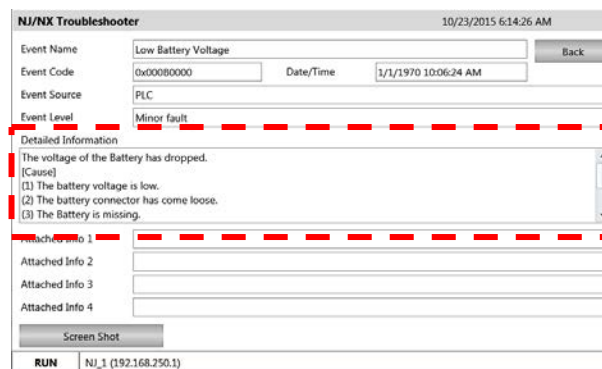 NJ/NX Troubleshooter 10/23/2015 6:14:26 AM
Event Name Low Battery Voltage Back
Event Code 0x000B0000 Date/Time 1/1/1970 10:06:24 AM
Event Source PLC
Event Level Minor fault
Detailed Information
The voltage of the Battery has dropped.
[Cause]
(1) The battery voltage is low.
(2) The battery connector has come loose.
(3) The Battery is missing.
Attached Info 1
Attached Info 2
Attached Info 3
Attached Info 4
Screen Shot
RUN NJ_1 (192.168.250.1)